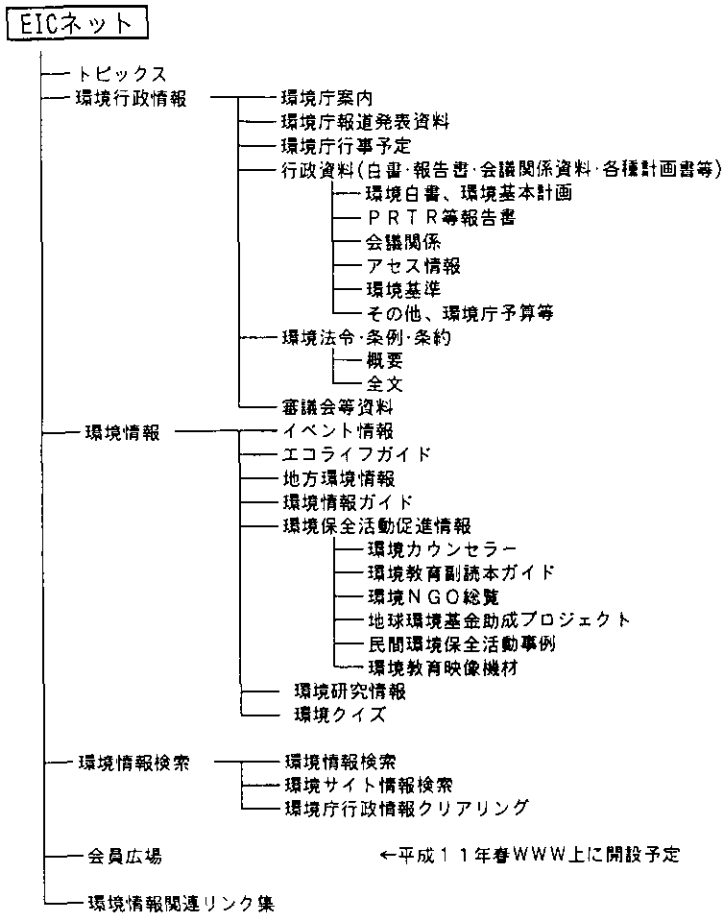 EICネット
トピックス
環境行政情報 環境庁案内
環境庁報道発表資料
環境庁行事予定
行政資料(白書・報告書・会議関係資料・各種計画書等)
環境白書、環境基本計画
PRTR等報告書
会議関係
アセス情報
環境基準
その他、環境庁予算等
環境法令・条例・条約
概要
全文
審議会等資料
環境情報 イベント情報
エコライフガイド
地方環境情報
環境情報ガイド
環境保全活動促進情報
環境カウンセラー
環境教育副読本ガイド
環境NGO総覧
地球環境基金助成プロジェクト
民間環境保全活動事例
環境教育映像機材
環境研究情報
環境クイズ
環境情報検索 環境情報検索
環境サイト情報検索
環境庁行政情報クリアリング
会員広場 ←平成11年春WWW上に開設予定
環境情報関連リンク集